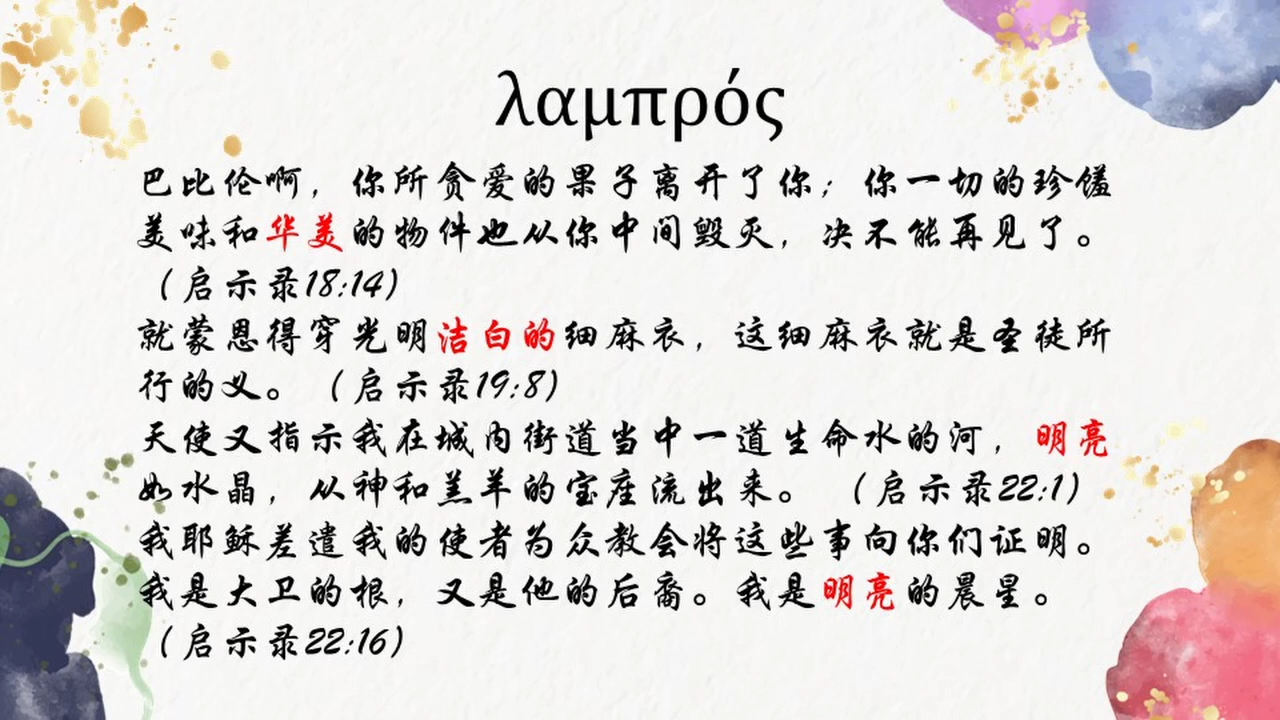 λαμπρός
巴比伦啊，你所贪爱的果子离开了你；你一切的珍馐
美味和华美的物件也从你中间毁灭，决不能再见了。
（启示录18:14）
就蒙恩得穿光明洁白的细麻衣，这细麻衣就是圣徒所
行的义。（启示录19:8）
天使又指示我在城内街道当中一道生命水的河，明亮
如水晶，从神和羔羊的宝座流出来。（启示录22:1）
我耶稣差遣我的使者为众教会将这些事向你们证明。
我是大卫的根，又是他的后裔。我是明亮的晨星。
（启示录22:16）